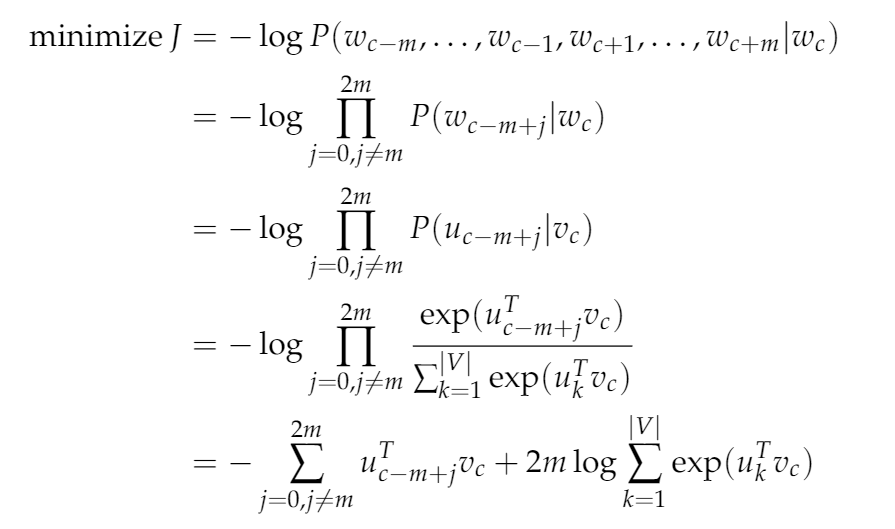 minimize J = − log P(w_{c−m}, . . . , w_{c−1}, w_{c+1}, . . . , w_{c+m}|w_c)
= − log ∏_{j=0,j≠m}^{2m} P(w_{c−m+j}|w_c)
= − log ∏_{j=0,j≠m}^{2m} P(u_{c−m+j}|v_c)
= − log ∏_{j=0,j≠m}^{2m} \frac{exp(u_{c−m+j}^T v_c)}{∑_{k=1}^{|V|} exp(u_k^T v_c)}
= − ∑_{j=0,j≠m}^{2m} u_{c−m+j}^T v_c + 2m log ∑_{k=1}^{|V|} exp(u_k^T v_c)